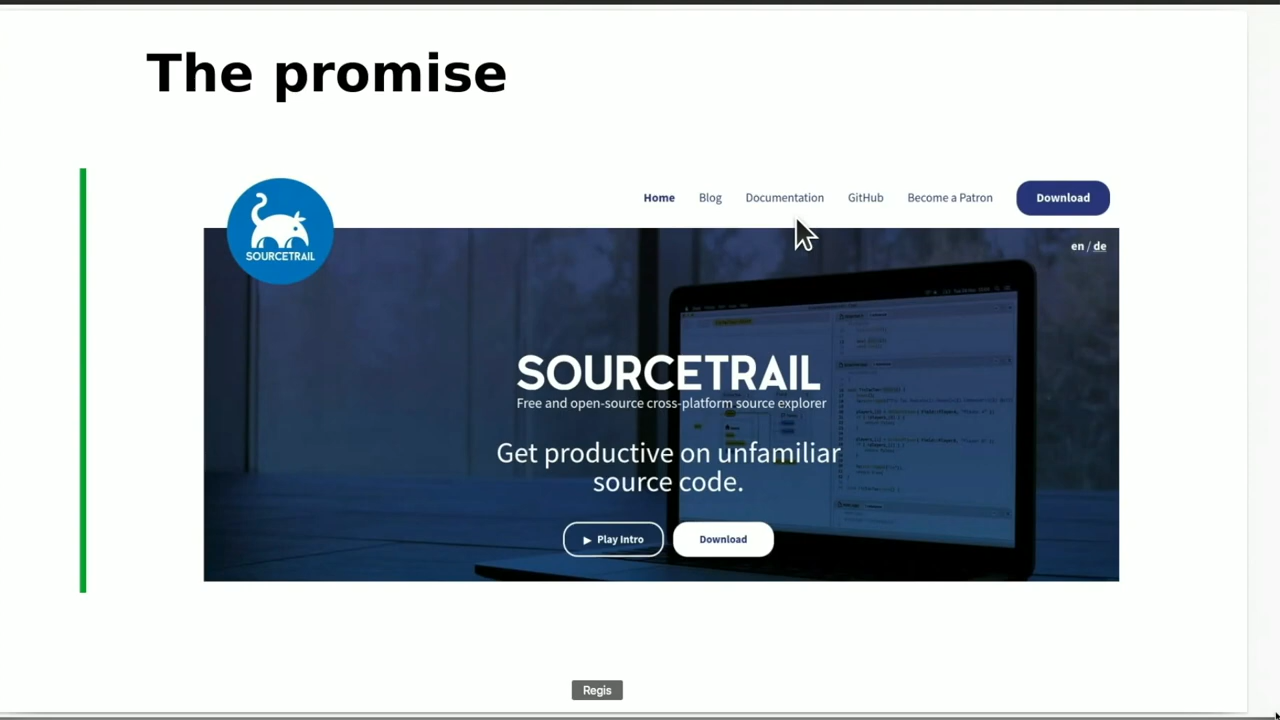 The promise
Home Blog Documentation GitHub Become a Patron Download
SOURCETRAIL
en / de
SOURCETRAIL
Free and open-source cross-platform source explorer
Get productive on unfamiliar
source code.
▶ Play Intro Download
Regis